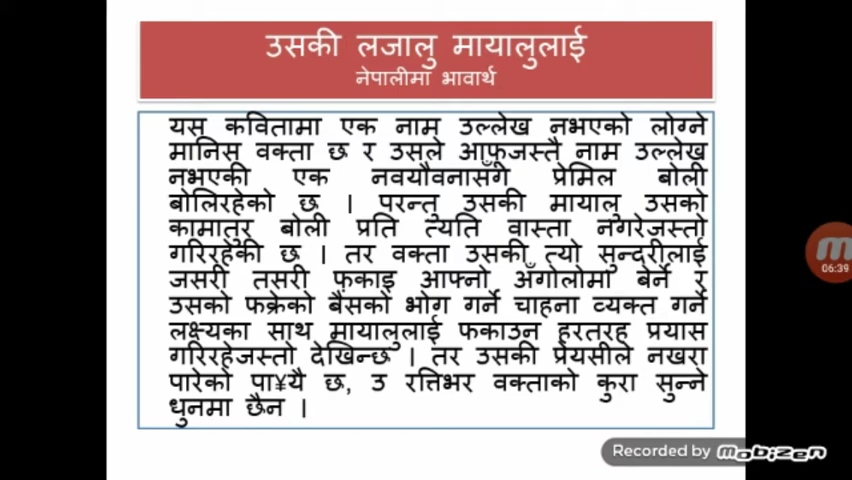 उसकी लजालु मायालुलाई
नेपालीमा भावार्थ
यस कवितामा एक नाम उल्लेख नभएको लोग्ने
मानिस वक्ता छ र उसले आफूजस्तै नाम उल्लेख
नभएकी एक नवयौवनासँगै प्रेमिल बोली
बोलिरहेको छ । परन्तु उसकी मायालु उसको
कामातुर बोली प्रति त्यति वास्ता नगरेजस्तो
गरिरहेकी छ । तर वक्ता उसकी त्यो सुन्दरीलाई
जसरी तसरी फ़काइ आफ्नो अँगोलोमा बेर्ने र
उसको फक्रेको बैंसको भोग गर्ने चाहना व्यक्त गर्ने
लक्ष्यका साथ मायालुलाई फकाउन हरतरह प्रयास
गरिरहेजस्तो देखिन्छ । तर उसकी प्रेयसीले नखरा
पारेको पा¥यै छ, उ रत्तिभर वक्ताको कुरा सुन्ने
धुनमा छैन ।
06:39
Recorded by mobizen